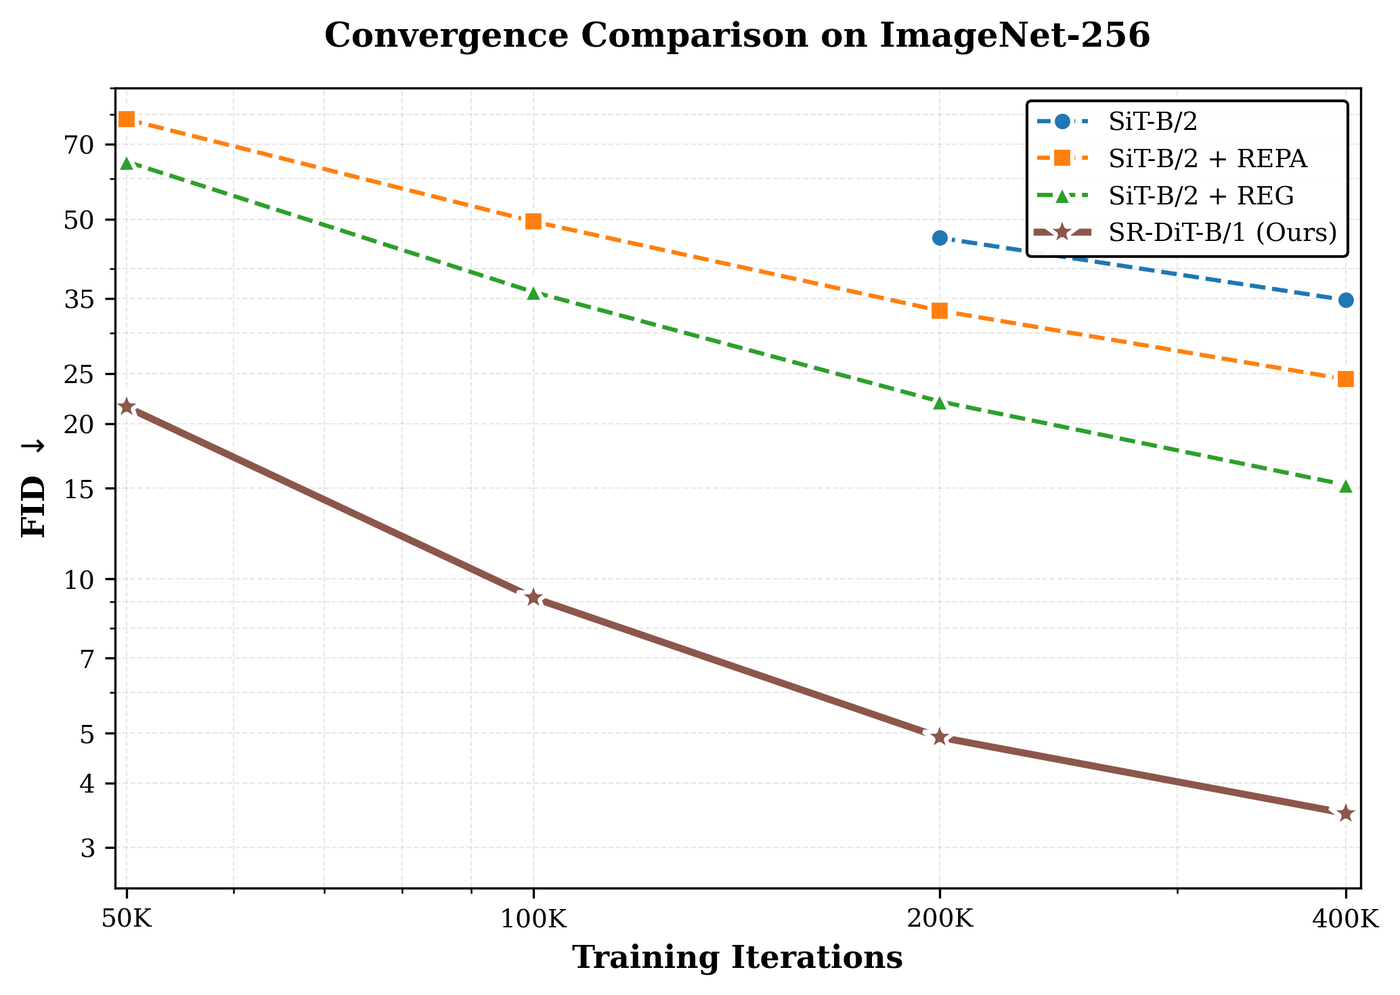 Convergence Comparison on ImageNet-256
SiT-B/2
SiT-B/2 + REPA
SiT-B/2 + REG
SR-DiT-B/1 (Ours)
FID ↓
70
50
35
25
20
15
10
7
5
4
3
50K
100K
200K
400K
Training Iterations